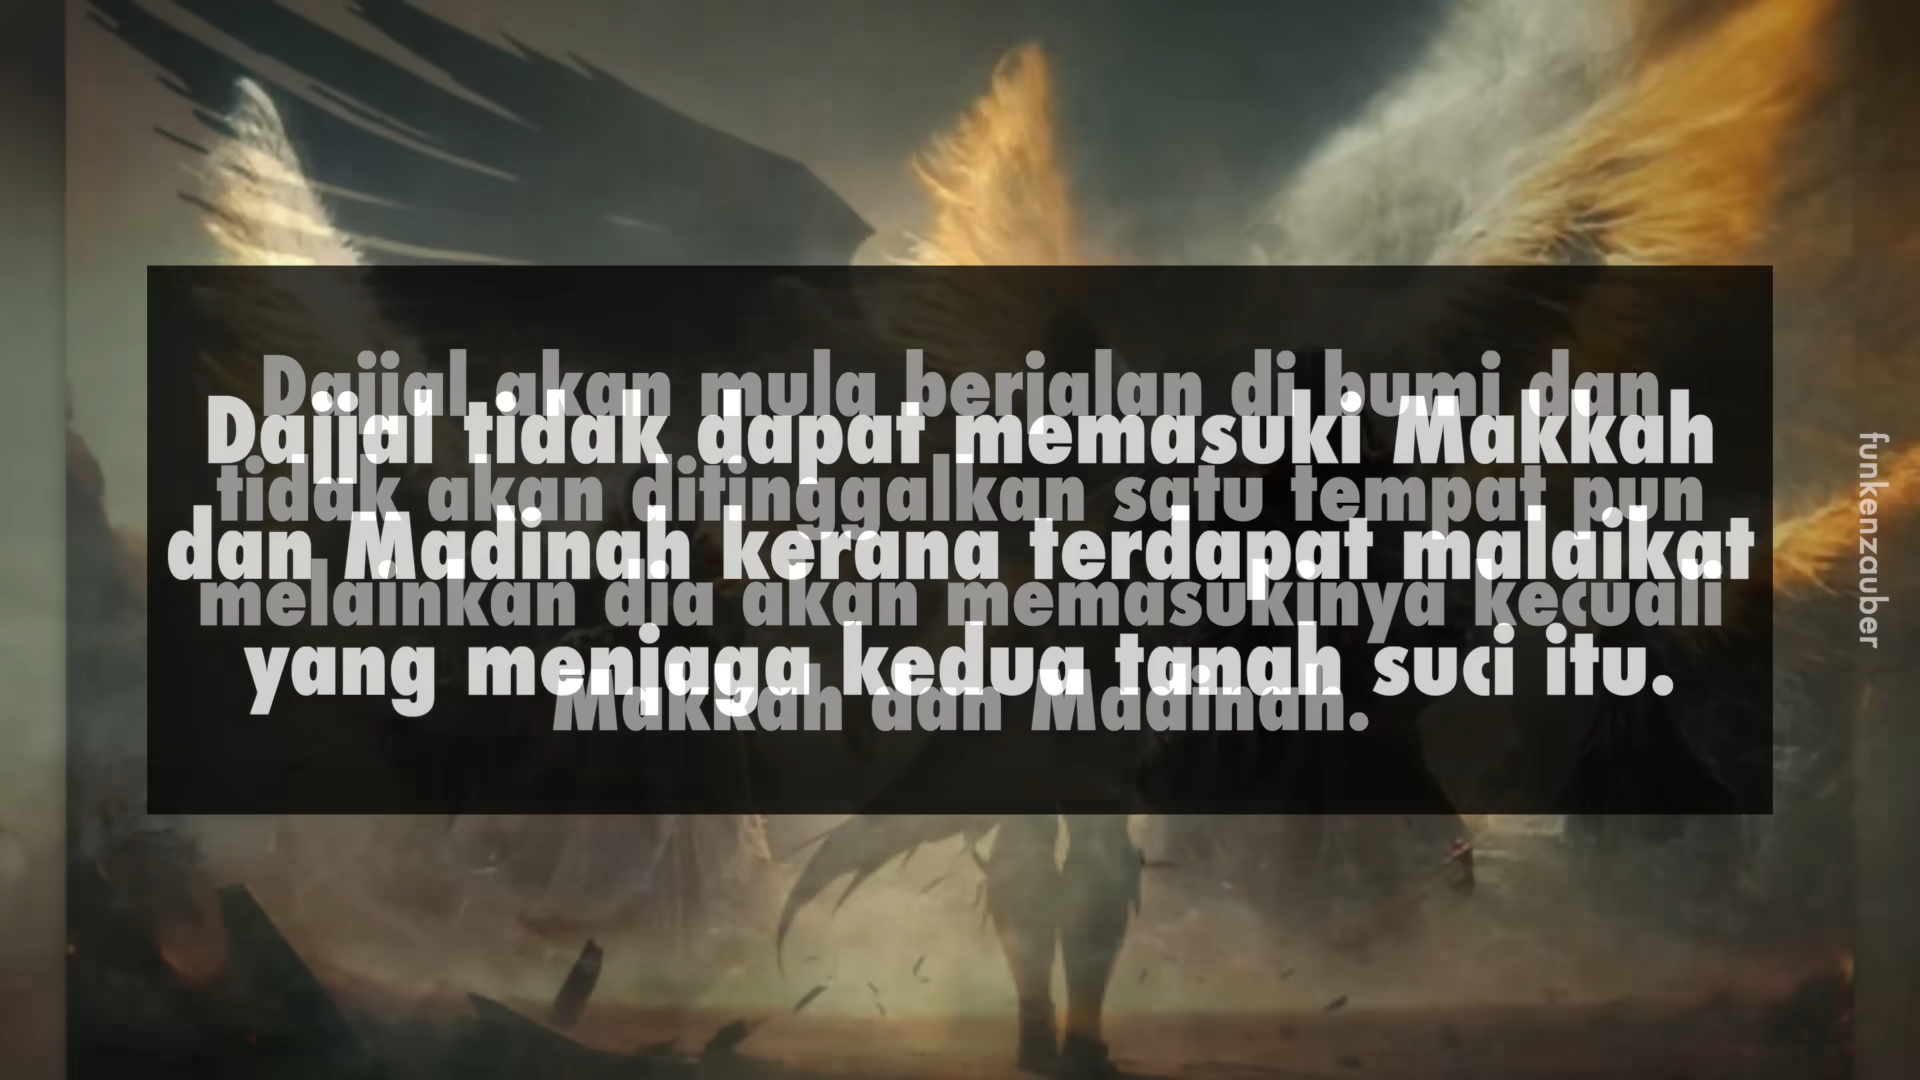 Dajjal akan mula berjalan di bumi dan
tidak akan ditinggalkan satu tempat pun
melainkan dia akan memasukinya kecuali
Makkah dan Madinah.
Dajjal tidak dapat memasuki Makkah
dan Madinah kerana terdapat malaikat
yang menjaga kedua tanah suci itu.
funkenzauber